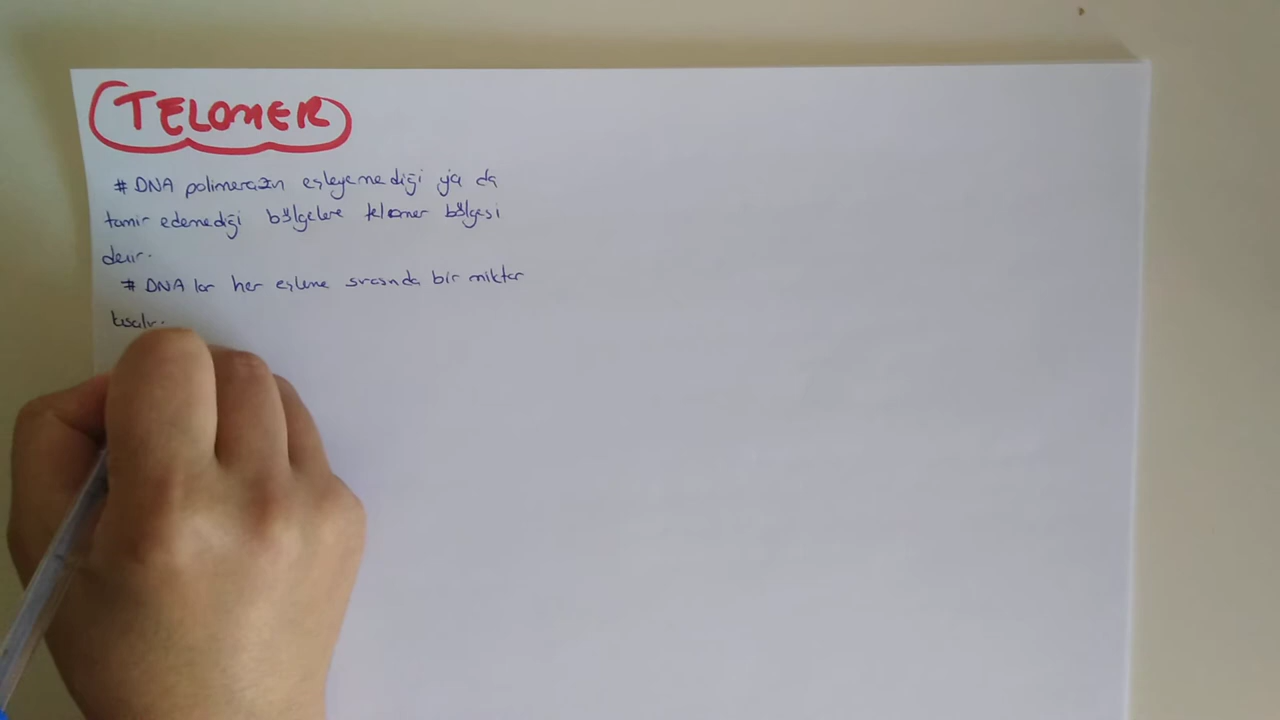 TELOMER
# DNA polimerazın eşleyemediği ya da
tamir edemediği bölgelere telomer bölgesi
denir.
# DNA lar her eşleme sırasında bir miktar
kısalır.